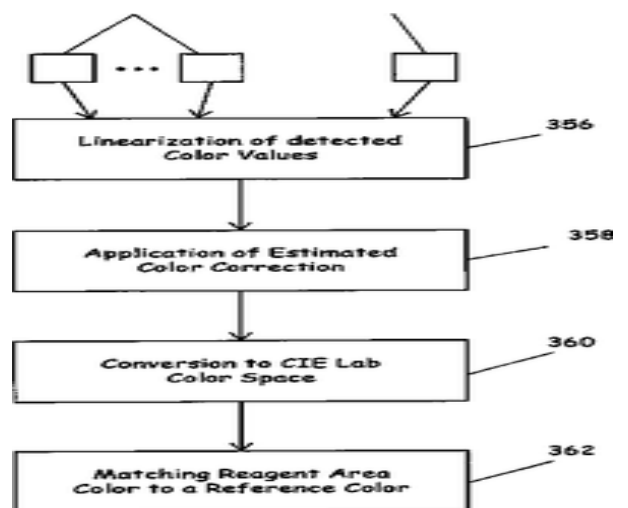 Linearization of detected
Color Values
356
Application of Estimated
Color Correction
358
Conversion to CIE Lab
Color Space
360
Matching Reagent Area
Color to a Reference Color
362